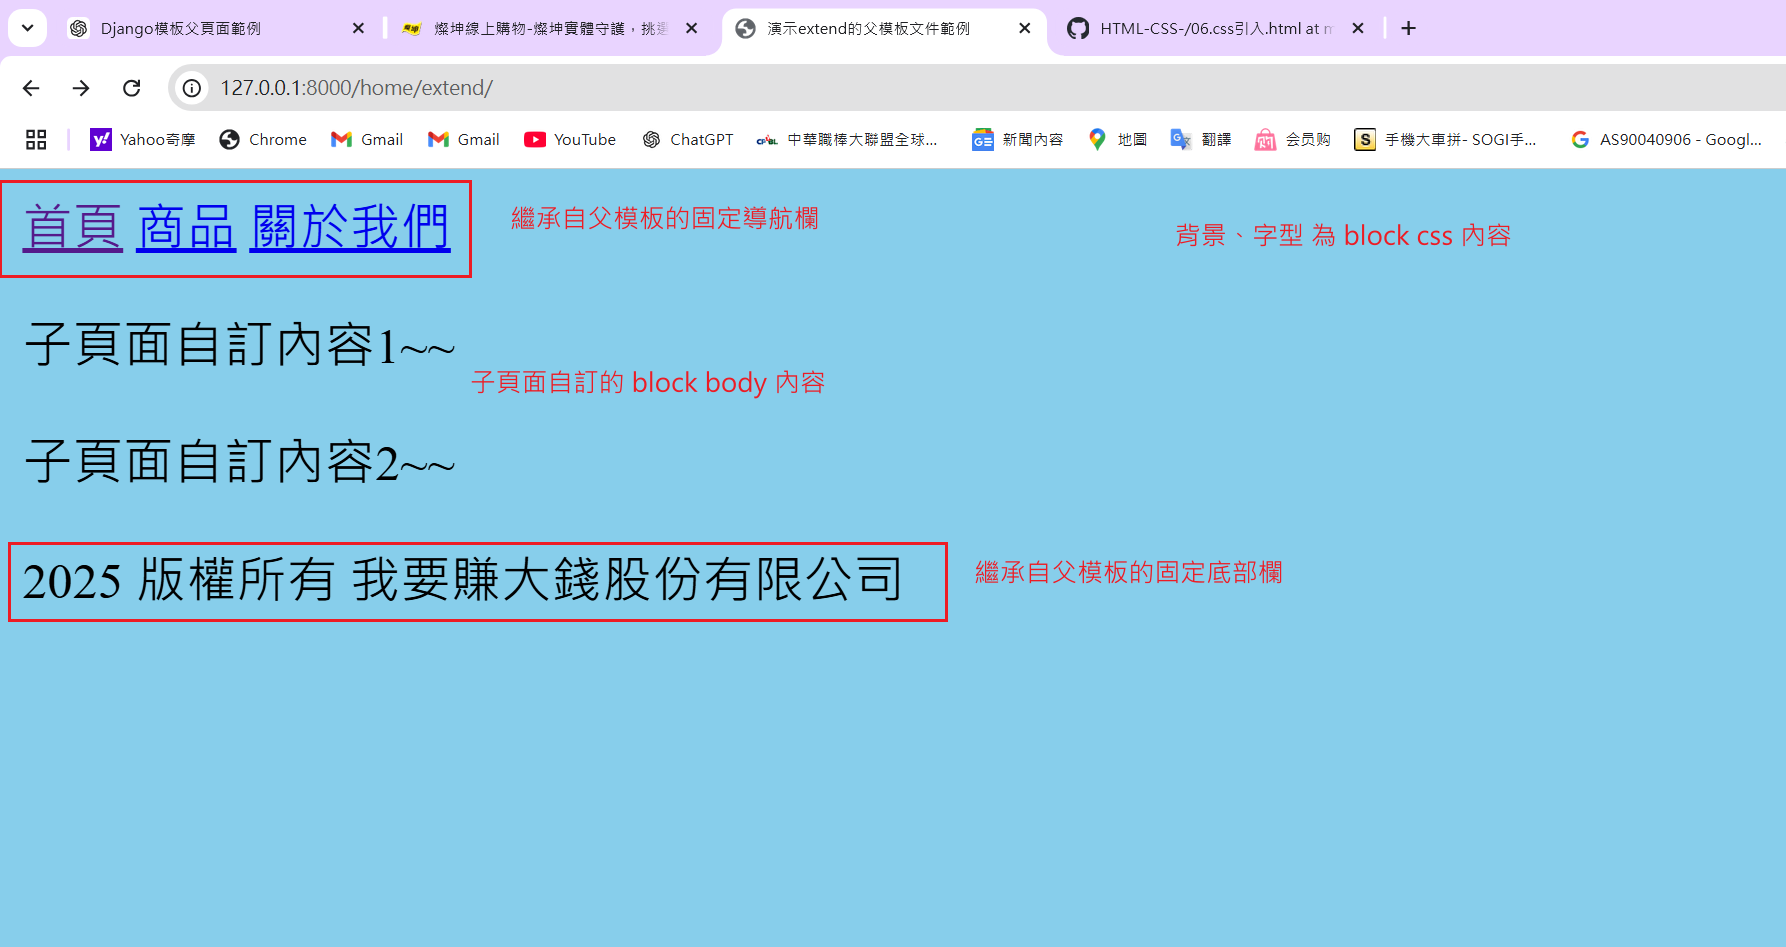 Django模板父頁面範例
燦坤線上購物-燦坤實體守護，挑選
演示extend的父模板文件範例
HTML-CSS-/06.css引入.html at m
127.0.0.1:8000/home/extend/
Yahoo奇摩
Chrome
Gmail
Gmail
YouTube
ChatGPT
中華職棒大聯盟全球...
新聞內容
地圖
翻譯
会员购
手機大車拼- SOGI手...
AS90040906 - Googl...
首頁 商品 關於我們
繼承自父模板的固定導航欄
背景、字型 為 block css 內容
子頁面自訂內容1~~
子頁面自訂的 block body 內容
子頁面自訂內容2~~
2025 版權所有 我要賺大錢股份有限公司
繼承自父模板的固定底部欄